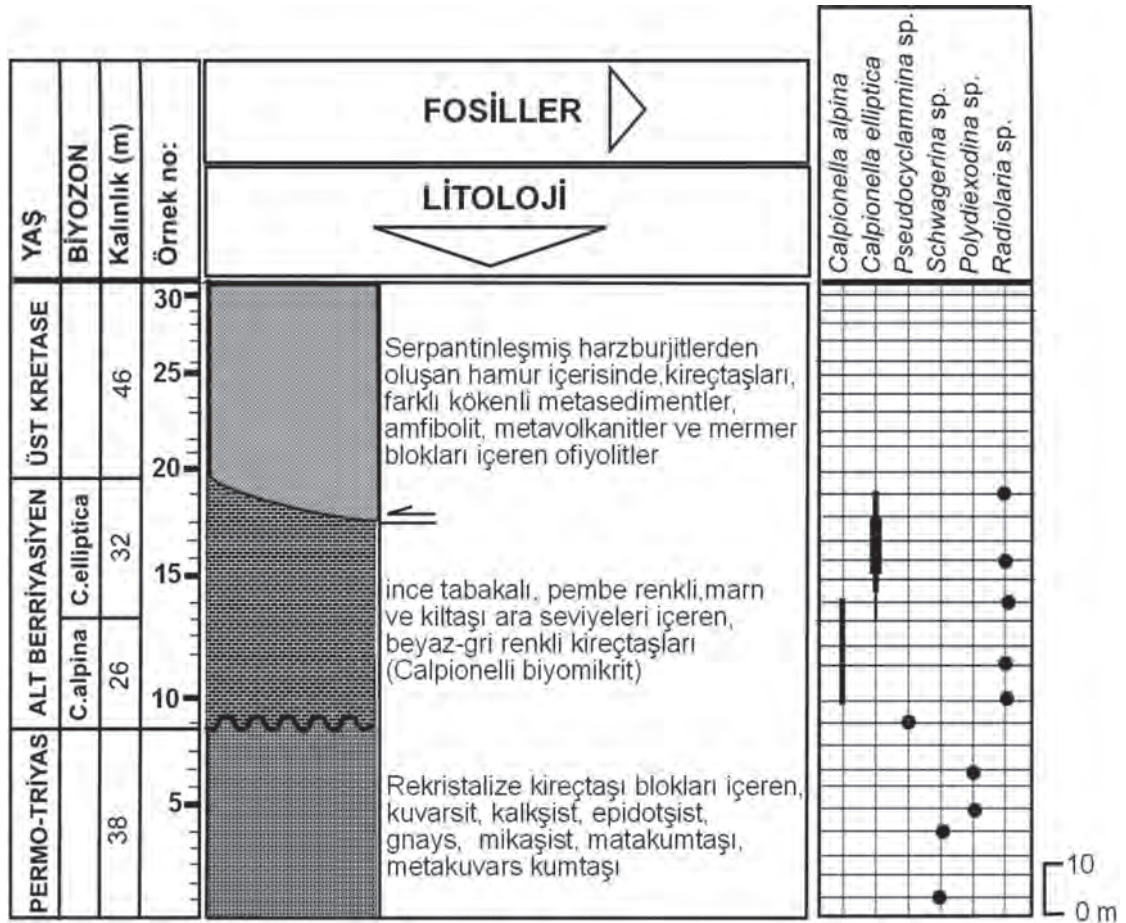 YAŞ
BİYOZON
Kalınlık (m)
Örnek no:
FOSİLLER
LİTOLOJİ
Calpionella alpina
Calpionella elliptica
Pseudocyclammina sp.
Schwagerina sp.
Polydiexodina sp.
Radiolaria sp.
ÜST KRETASE
46
30
25
20
Serpantinleşmiş harzburjitlerden
oluşan hamur içerisinde,kireçtaşları,
farklı kökenli metasedimentler,
amfibolit, metavolkanitler ve mermer
blokları içeren ofiyolitler
ALT BERRİYASİYEN
C.elliptica
32
C.alpina
26
15
10
ince tabakalı, pembe renkli,marn
ve kiltaşı ara seviyeleri içeren,
beyaz-gri renkli kireçtaşları
(Calpionelli biyomikrit)
PERMO-TRİYAS
38
5
Rekristalize kireçtaşı blokları içeren,
kuvarsit, kalkşist, epidotşist,
gnays, mikaşist, matakumtaşı,
metakuvars kumtaşı
10
0 m